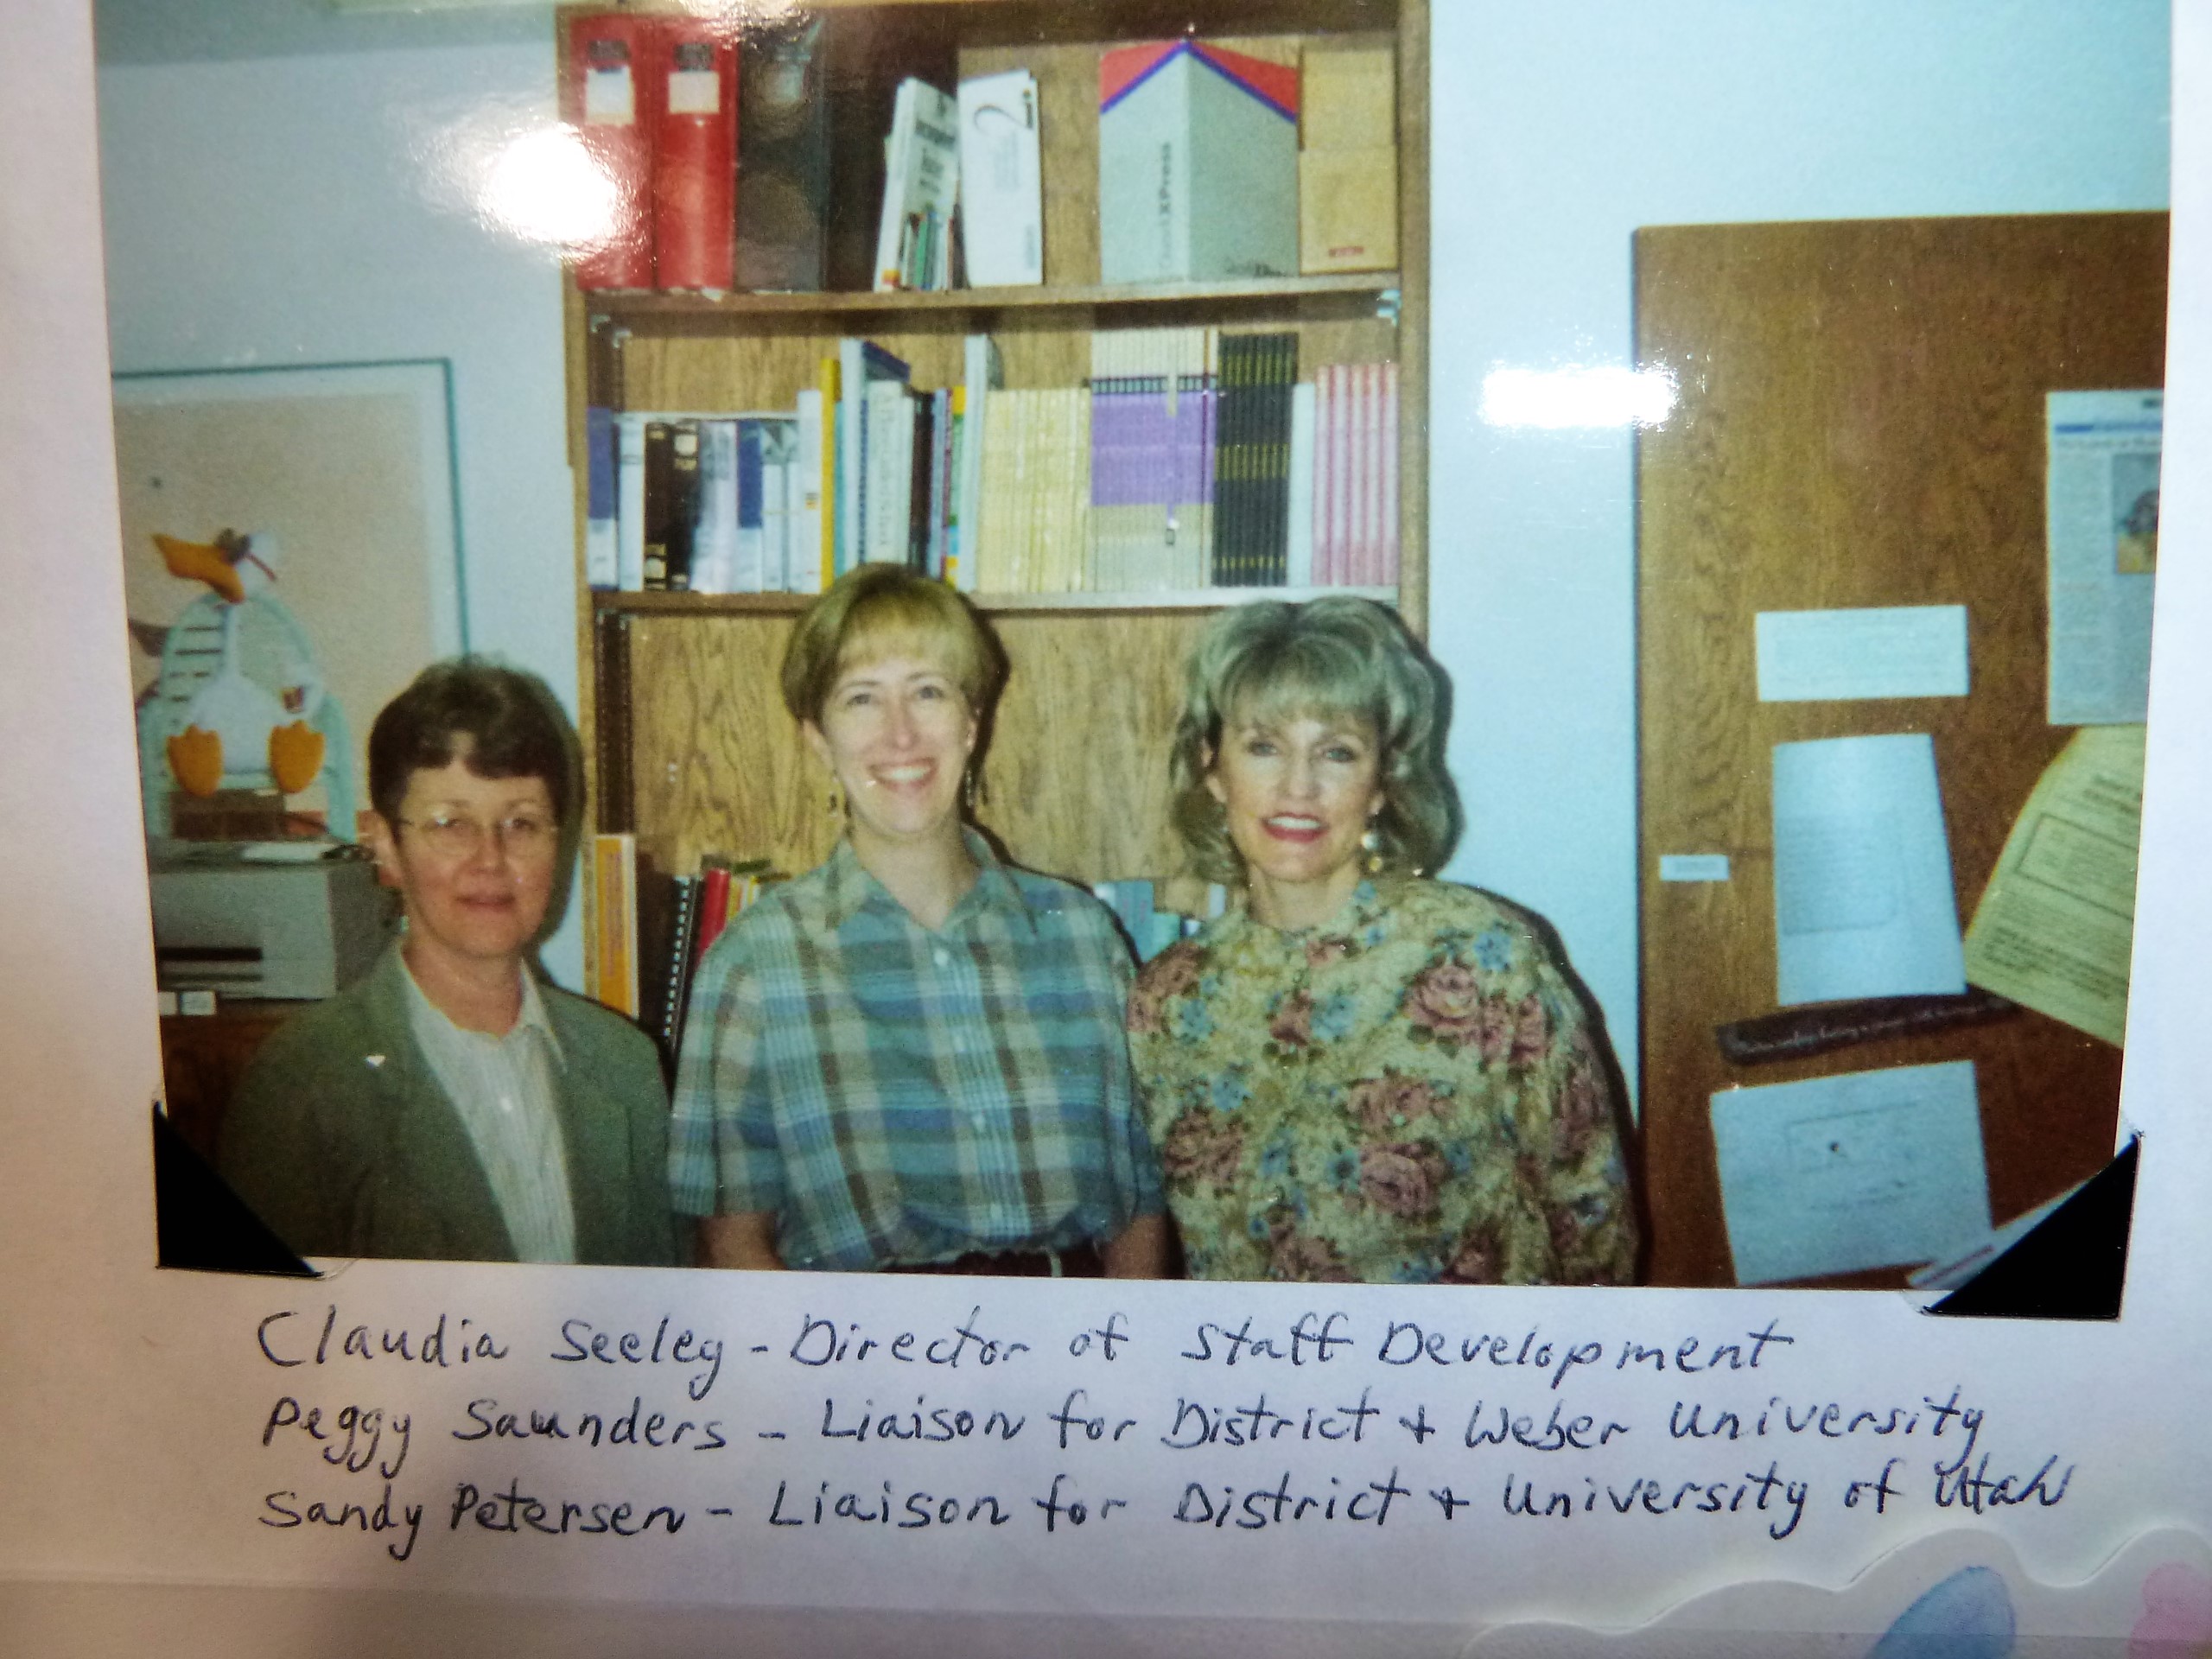 QuarkXPress
Claudia Seeley - Director of Staff Development
Peggy Saunders - Liaison for District + Weber University
Sandy Petersen - Liaison for District + University of Utah